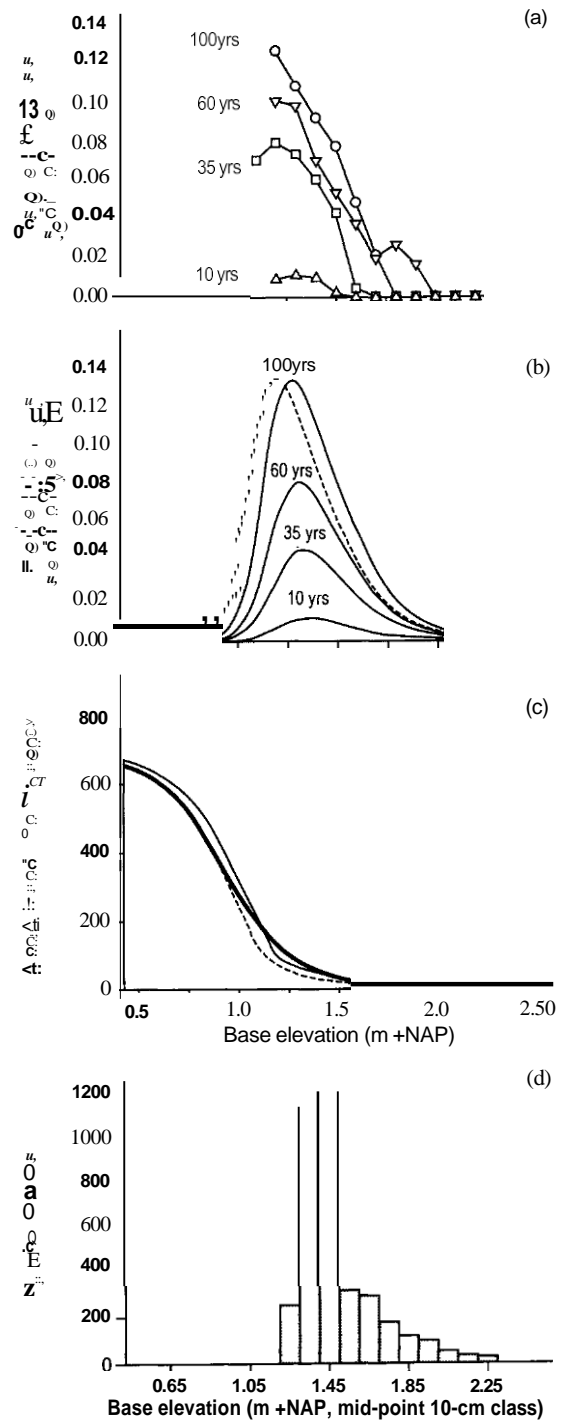 (a)
0.14
0.12
0.10
0.08
0.06
0.04
0.02
0.00
100yrs
60 yrs
35 yrs
10 yrs
(b)
0.14
0.12
0.10
0.08
0.06
0.04
0.02
0.00
100yrs
60 yrs
35 yrs
10 yrs
(c)
800
600
400
200
0
0.5 1.0 1.5 2.0 2.50
Base elevation (m +NAP)
(d)
1200
1000
800
600
400
200
0
0.65 1.05 1.45 1.85 2.25
Base elevation (m +NAP, mid-point 10-cm class)